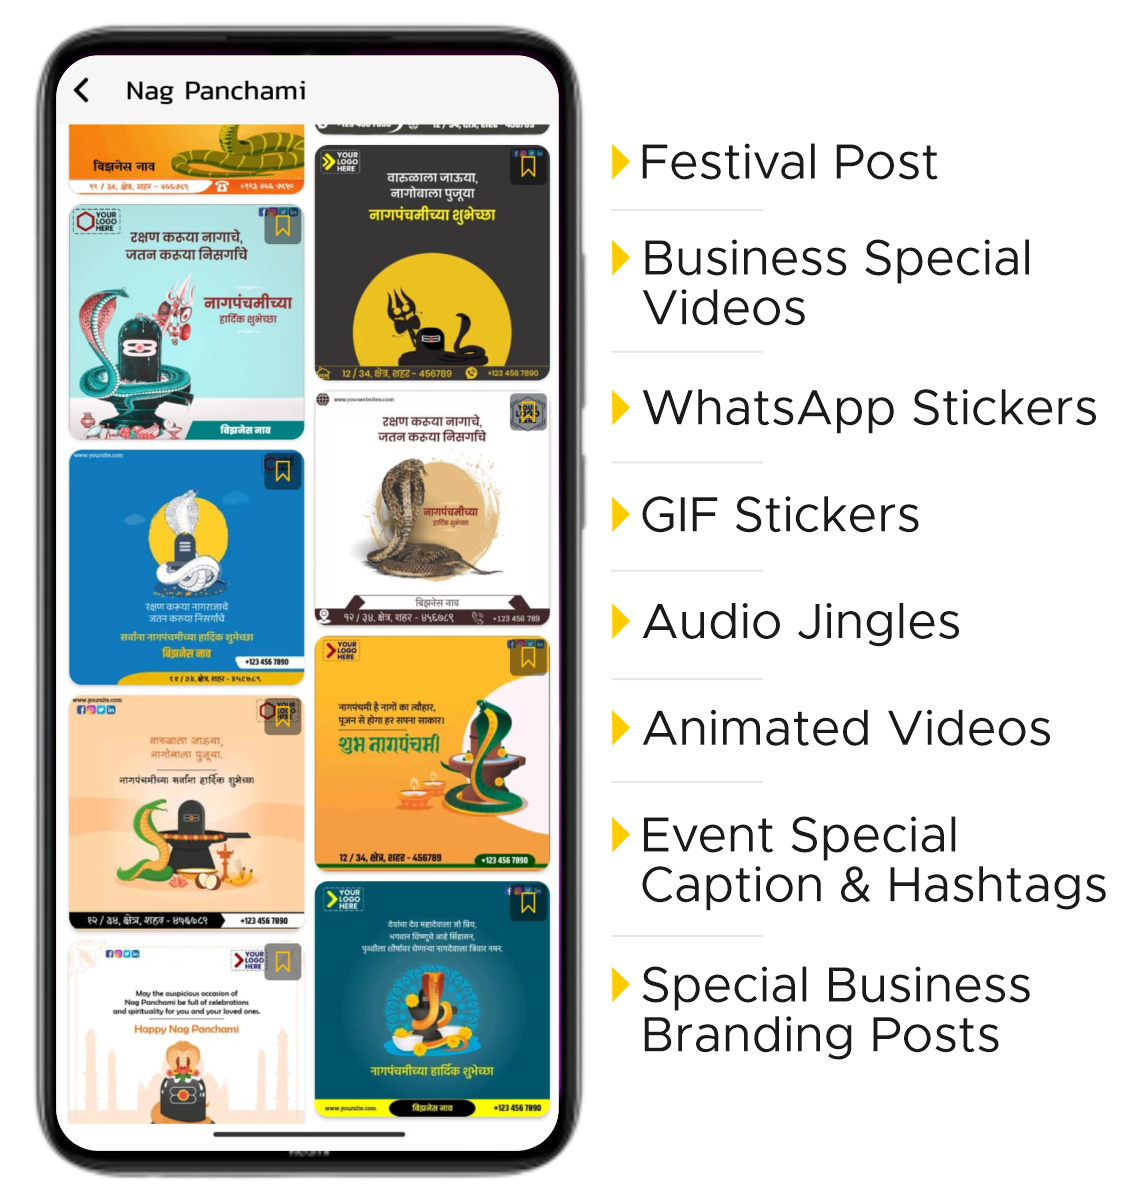 Nag Panchami
बिझनेस नाव
१२ / ३४, क्षेत्र, शहर - ४५६७८९
+१२३ ४५६ ७८९०
YOUR
LOGO
HERE
रक्षण करूया नागाचे,
जतन करूया निसर्गाचे
नागपंचमीच्या
हार्दिक शुभेच्छा
बिझनेस नाव
www.yoursite.com
रक्षण करूया नागराजाचे
जतन करुया निसर्गाचे
सर्वांना नागपंचमीच्या हार्दिक शुभेच्छा
बिझनेस नाव
+123 456 7890
१२ / ३४, क्षेत्र, शहर - ४५६७८९
www.yoursite.com
वारुळाला जाऊया,
नागोबाला पुजूया.
नागपंचमीच्या सर्वांना हार्दिक शुभेच्छा
१२ / ३४, क्षेत्र, शहर - ४५६७८९
+123 456 7890
YOUR
LOGO
HERE
May the auspicious occasion of
Nag Panchami be full of celebrations
and spirituality for you and your loved ones.
Happy Nag Panchami
YOUR
LOGO
HERE
वारुळाला जाऊया,
नागोबाला पुजूया
नागपंचमीच्या शुभेच्छा
12 / 34, क्षेत्र, शहर - 456789
+123 456 7890
www.yourwebsites.com
रक्षण करूया नागाचे,
जतन करूया निसर्गाचे
नागपंचमीच्या
हार्दिक शुभेच्छा
बिझनेस नाव
१२ / ३४, क्षेत्र, शहर - ४५६७८९
+123 456 789
YOUR
LOGO
HERE
नागपंचमी है नागों का त्यौहार,
पूजन से होगा हर सपना साकार।
शुभ नागपंचमी
12 / 34, क्षेत्र, शहर - 456789
+123 456 7890
YOUR
LOGO
HERE
देवांचा देव महादेवाला जो प्रिय,
भगवान विष्णूचे आहे सिंहासन,
पृथ्वीला शीर्षावर घेणाऱ्या नागदेवाला त्रिवार नमन.
नागपंचमीच्या हार्दिक शुभेच्छा
www.yoursite.com
बिझनेस नाव
+123 456 7890
Festival Post
Business Special
Videos
WhatsApp Stickers
GIF Stickers
Audio Jingles
Animated Videos
Event Special
Caption & Hashtags
Special Business
Branding Posts